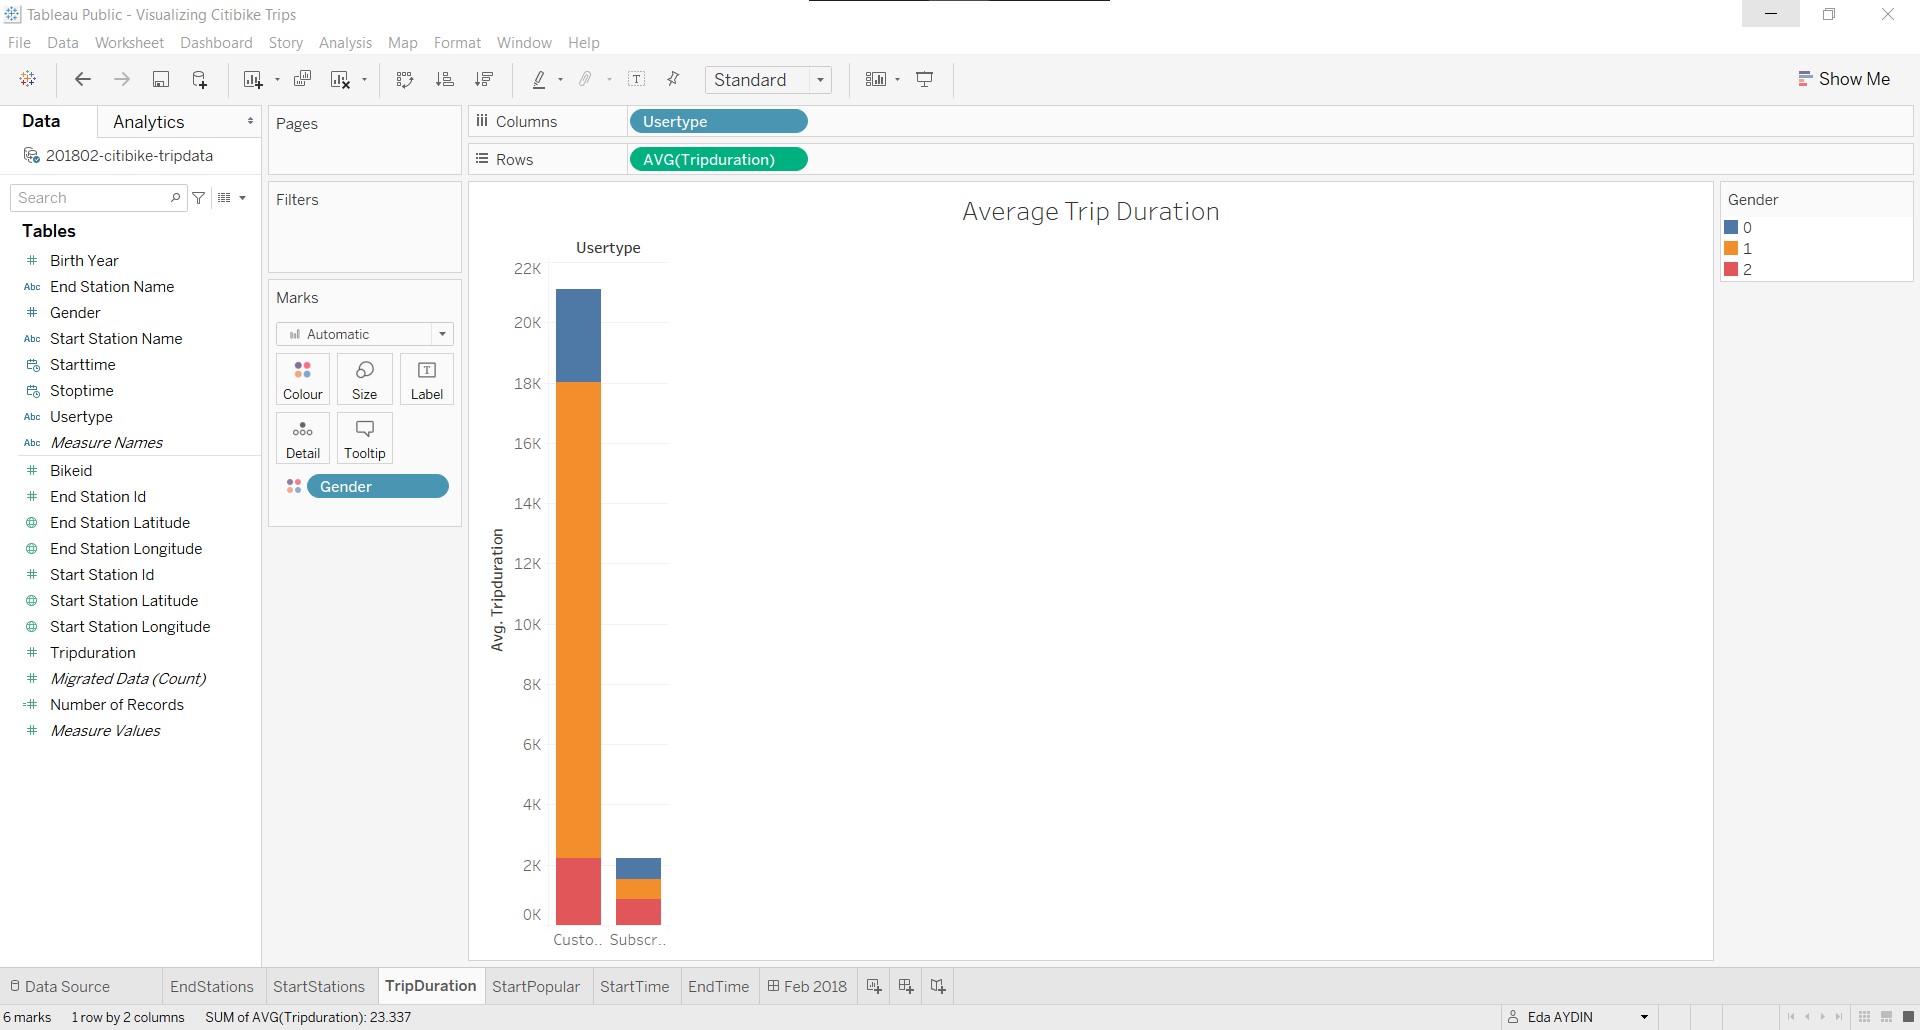 Tableau Public - Visualizing Citibike Trips
File Data Worksheet Dashboard Story Analysis Map Format Window Help
Standard
Show Me
Data Analytics
201802-citibike-tripdata
Search
Tables
Birth Year
Abc End Station Name
Gender
Abc Start Station Name
Starttime
Stoptime
Abc Usertype
Abc Measure Names
Bikeid
End Station Id
End Station Latitude
End Station Longitude
Start Station Id
Start Station Latitude
Start Station Longitude
Tripduration
Migrated Data (Count)
Number of Records
Measure Values
Pages
Filters
Marks
Automatic
Colour Size Label
Detail Tooltip
Gender
Columns Usertype
Rows AVG(Tripduration)
Average Trip Duration
Usertype
22K
20K
18K
16K
14K
12K
10K
8K
6K
4K
2K
0K
Avg. Tripduration
Custo.. Subscr..
Gender
0
1
2
Data Source EndStations StartStations TripDuration StartPopular StartTime EndTime Feb 2018
6 marks 1 row by 2 columns SUM of AVG(Tripduration): 23.337 Eda AYDIN